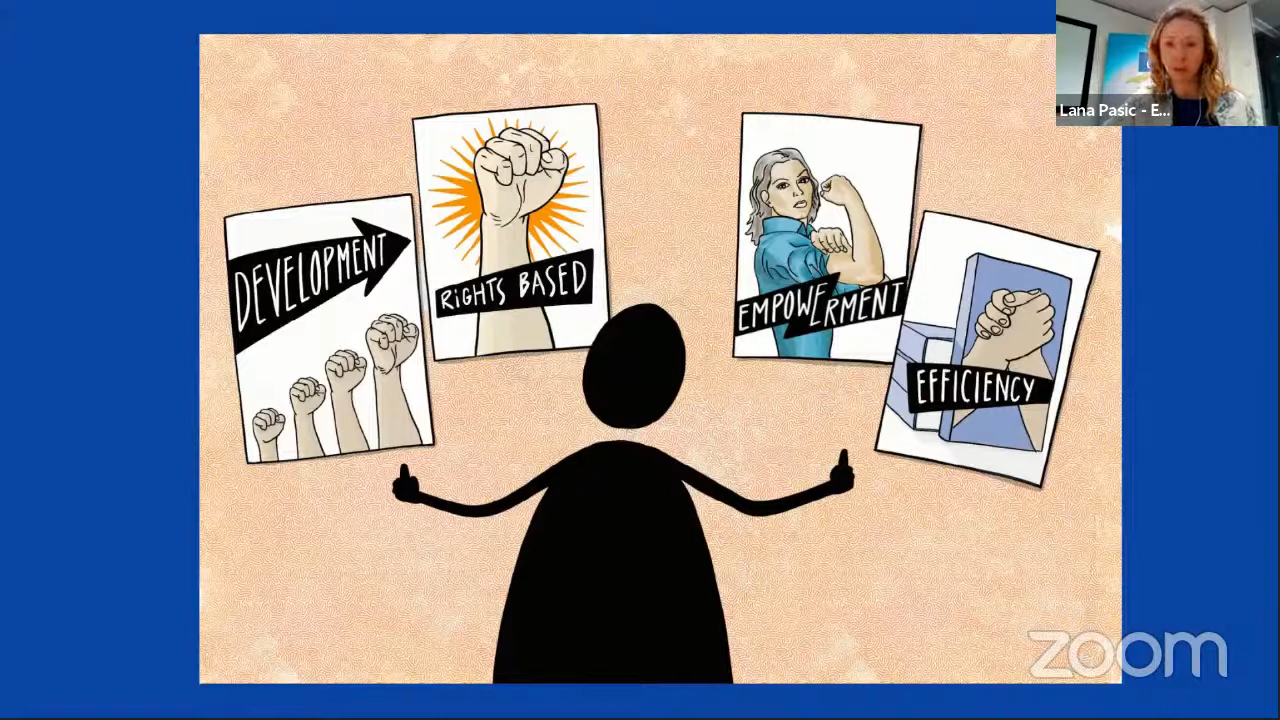 Lana Pasic - E...
DEVELOPMENT
RIGHTS BASED
EMPOWERMENT
EFFICIENCY
zoom